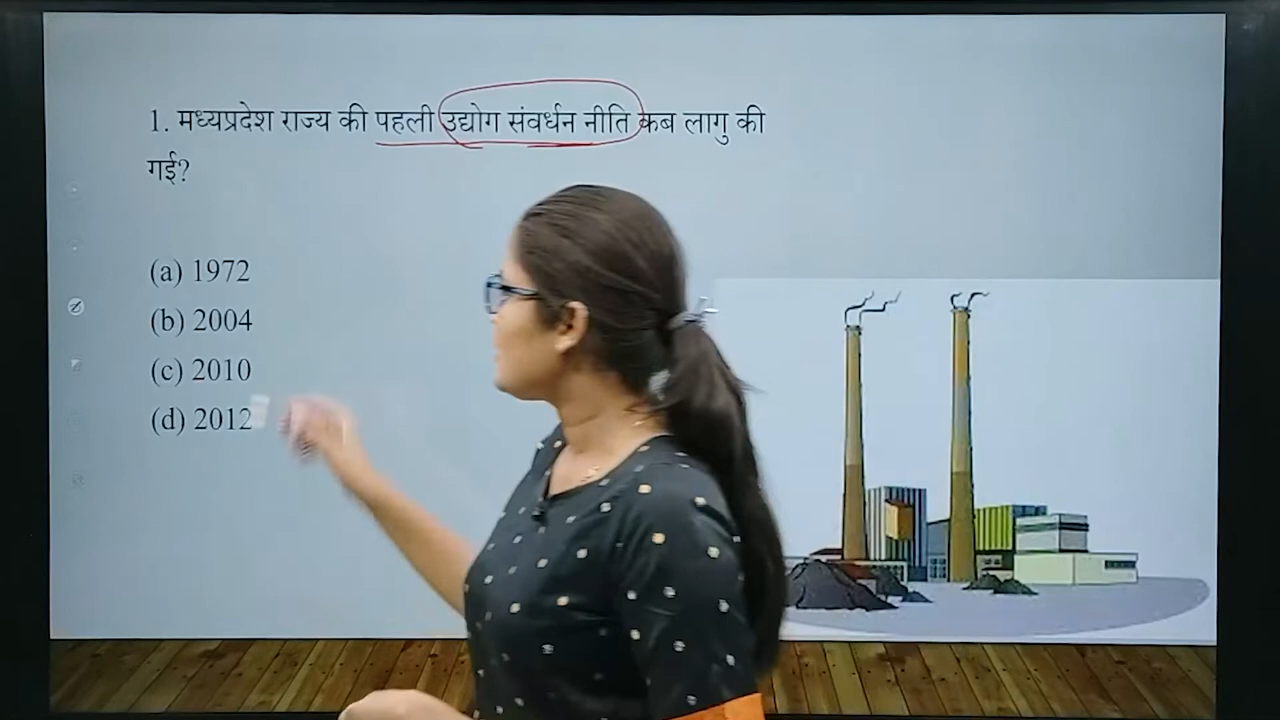 1. मध्यप्रदेश राज्य की पहली उद्योग संवर्धन नीति कब लागु की
गई?
(a) 1972
(b) 2004
(c) 2010
(d) 2012